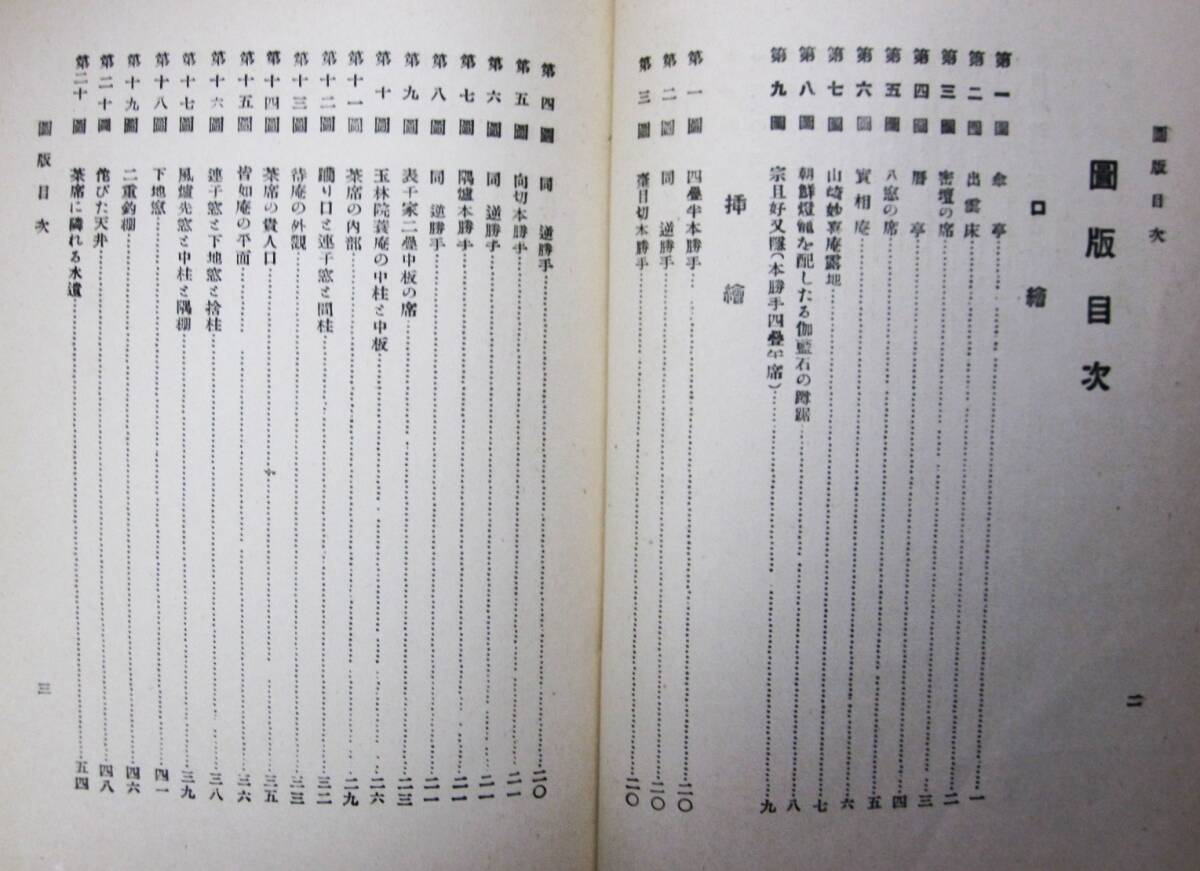 圖版目次
圖版目次
口繪
第一圖 傘亭……一
第二圖 出雲床……二
第三圖 密壇の席……三
第四圖 曆亭……四
第五圖 八窓の席……五
第六圖 實相庵……六
第七圖 山崎妙喜庵露地……七
第八圖 朝鮮燈籠を配したる伽藍石の蹲踞……八
第九圖 宗旦好又隱(本勝手四疊半席)……九
挿繪
第一圖 四疊半本勝手……二〇
第二圖 同 逆勝手……二〇
第三圖 臺目切本勝手……二〇
二
第四圖 同 逆勝手……二〇
第五圖 向切本勝手……二一
第六圖 同 逆勝手……二一
第七圖 隅爐本勝手……二一
第八圖 同 逆勝手……二一
第九圖 表千家二疊中板の席……二三
第十圖 玉林院蓑庵の中柱と中板……二六
第十一圖 茶席の內部……二九
第十二圖 躙り口と連子窓と間柱……三二
第十三圖 待庵の外觀……三三
第十四圖 茶席の貴人口……三五
第十五圖 皆如庵の平面……三六
第十六圖 連子窓と下地窓と捨柱……三八
第十七圖 風爐先窓と中柱と隅棚……三九
第十八圖 下地窓……四一
第十九圖 二重釣棚……四六
第二十圖 侘びた天井……四八
第二十圖 茶席に隣れる水遣……五四
圖版目次
三